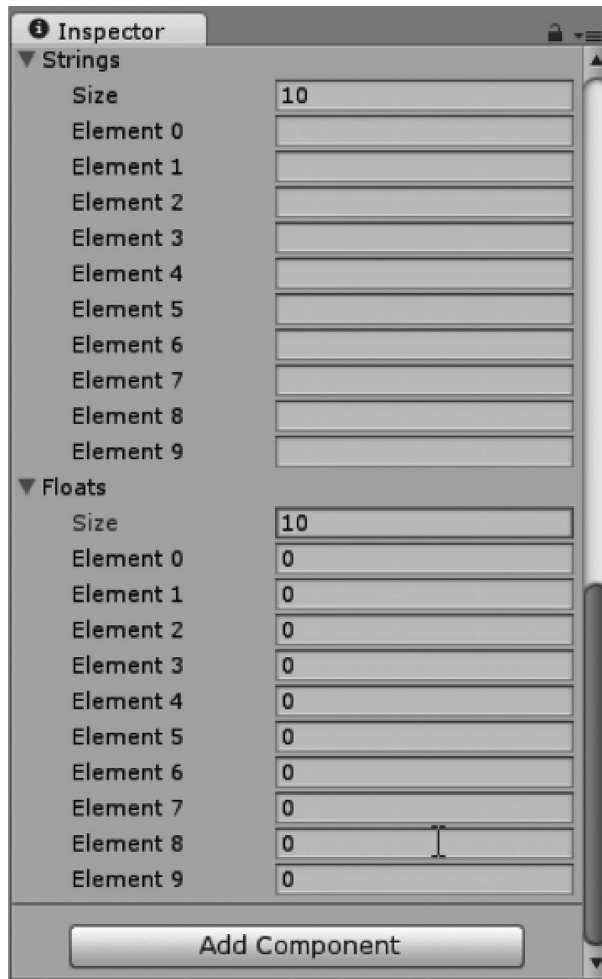 Inspector
Strings
Size 10
Element 0
Element 1
Element 2
Element 3
Element 4
Element 5
Element 6
Element 7
Element 8
Element 9
Floats
Size 10
Element 0 0
Element 1 0
Element 2 0
Element 3 0
Element 4 0
Element 5 0
Element 6 0
Element 7 0
Element 8 0
Element 9 0
Add Component